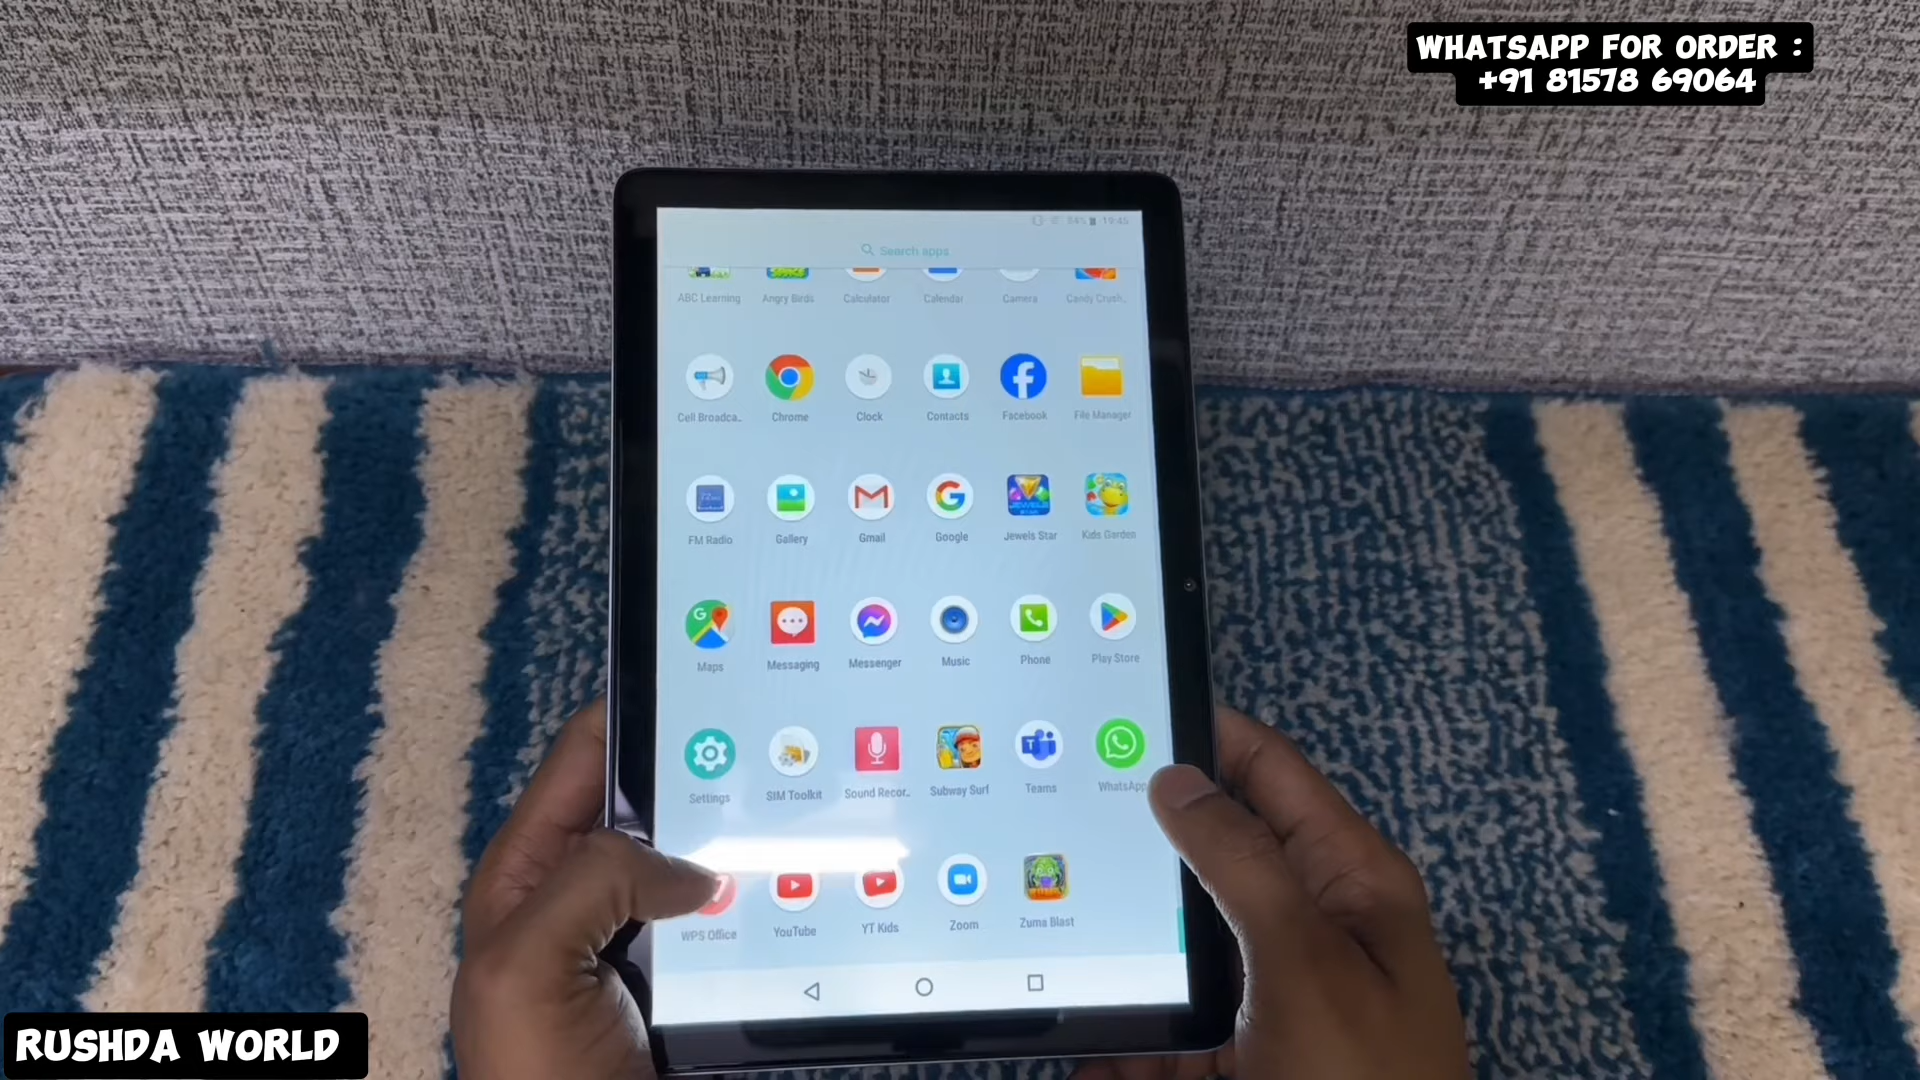 WHATSAPP FOR ORDER :
+91 81578 69064
84% 19:45
Search apps
ABC Learning Angry Birds Calculator Calendar Camera Candy Crush..
Cell Broadca.. Chrome Clock Contacts Facebook File Manager
FM Radio Gallery Gmail Google Jewels Star Kids Garden
Maps Messaging Messenger Music Phone Play Store
Settings SIM Toolkit Sound Recor.. Subway Surf Teams WhatsApp
WPS Office YouTube YT Kids Zoom Zuma Blast
RUSHDA WORLD